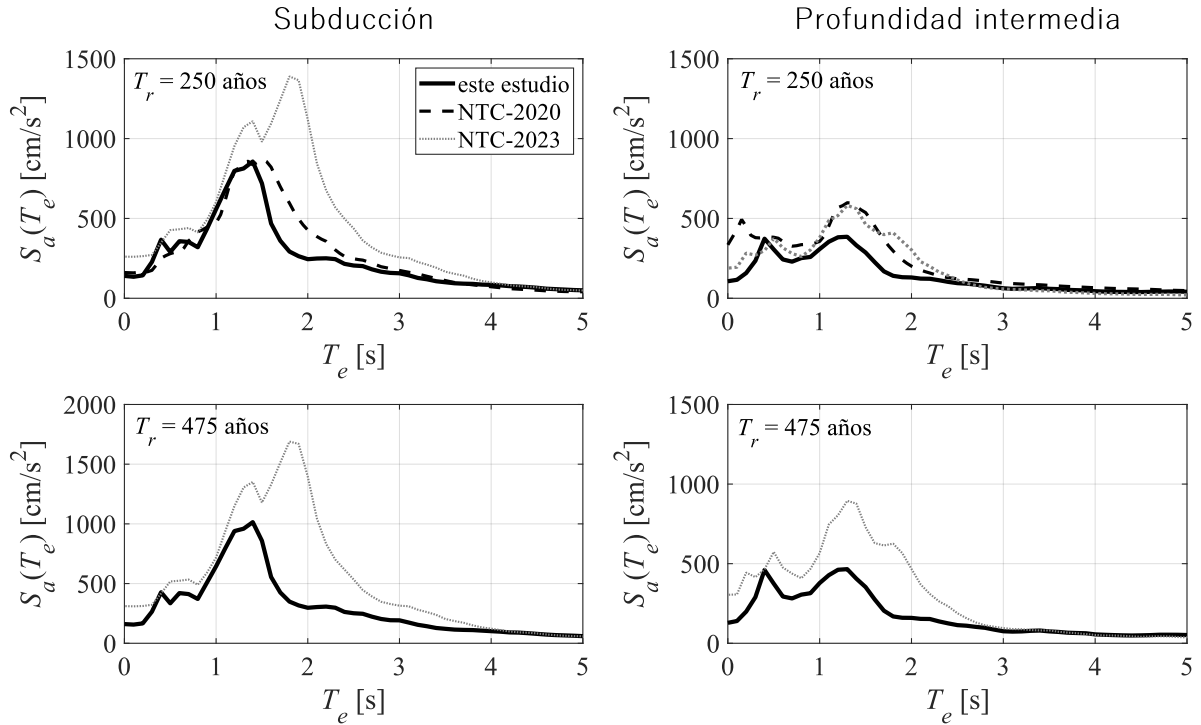 Subducción
Profundidad intermedia
1500
1000
500
0
S_a(T_e) [cm/s²]
T_r = 250 años
este estudio
NTC-2020
NTC-2023
0 1 2 3 4 5
T_e [s]
1500
1000
500
0
S_a(T_e) [cm/s²]
T_r = 250 años
0 1 2 3 4 5
T_e [s]
2000
1500
1000
500
0
S_a(T_e) [cm/s²]
T_r = 475 años
0 1 2 3 4 5
T_e [s]
1500
1000
500
0
S_a(T_e) [cm/s²]
T_r = 475 años
0 1 2 3 4 5
T_e [s]